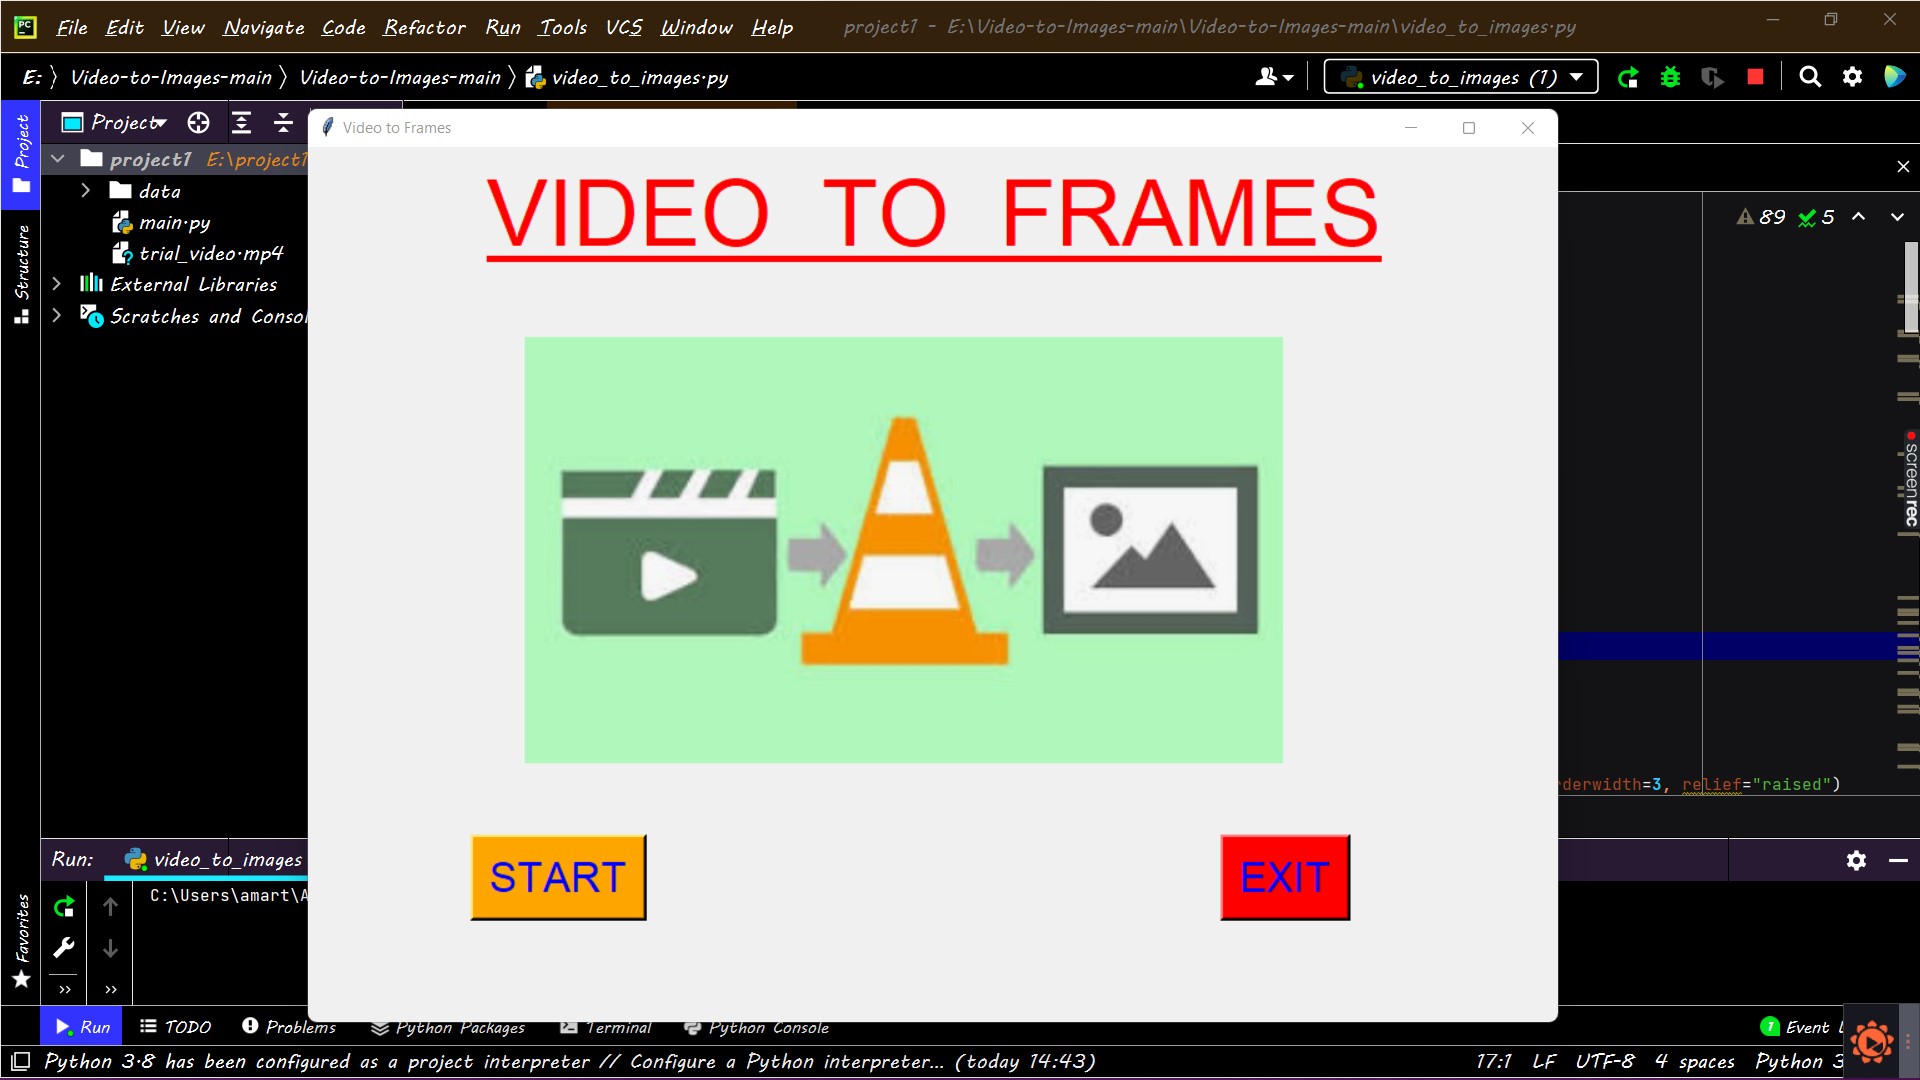 PC File Edit View Navigate Code Refactor Run Tools VCS Window Help project1 - E:\Video-to-Images-main\Video-to-Images-main\video_to_images.py
E: Video-to-Images-main Video-to-Images-main video_to_images.py video_to_images (1)
Project
Project
Structure
Favorites
project1 E:\project1
data
main.py
trial_video.mp4
External Libraries
Scratches and Consol
Video to Frames
VIDEO TO FRAMES
START
EXIT
89 5
screenrec
derwidth=3, relief="raised")
Run: video_to_images
C:\Users\amart\A
Run TODO Problems Python Packages Terminal Python Console Event
Python 3.8 has been configured as a project interpreter // Configure a Python interpreter... (today 14:43) 17:1 LF UTF-8 4 spaces Python 3